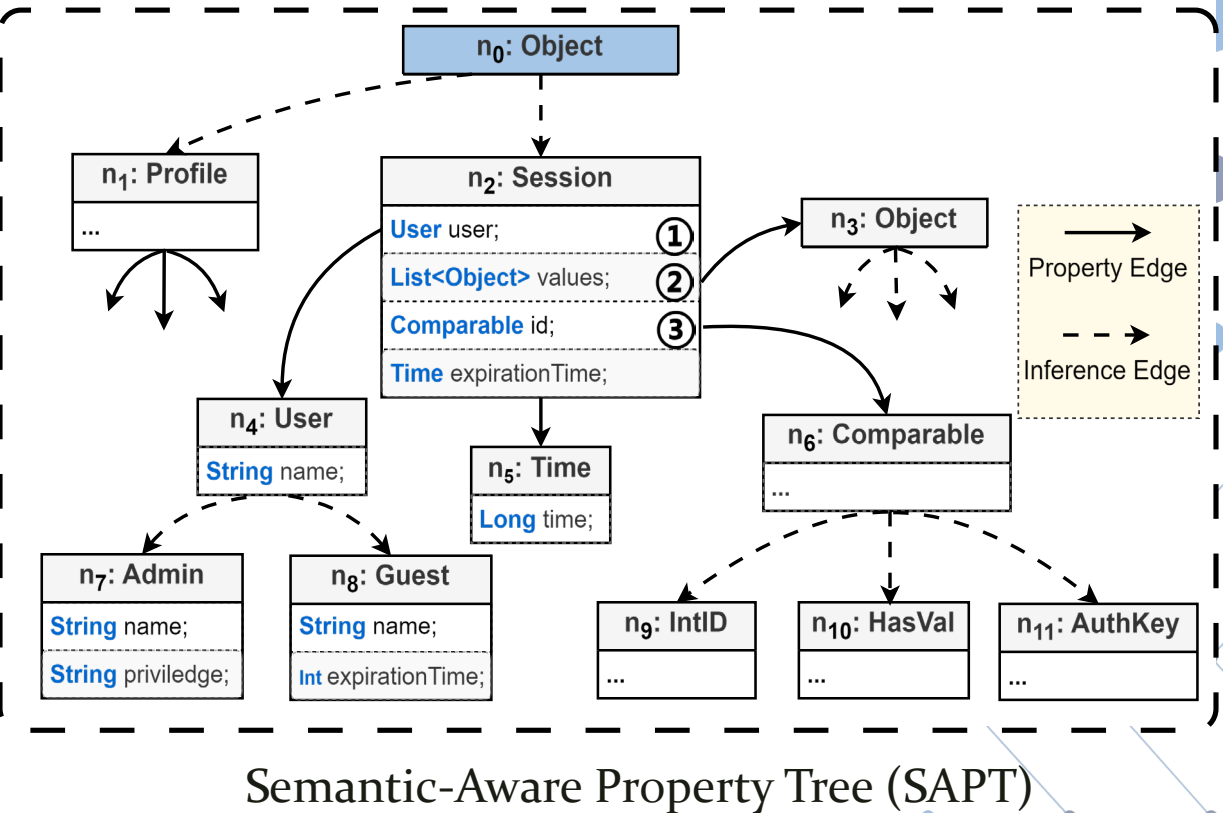 n₀: Object
n₁: Profile
...
n₂: Session
User user; ①
List<Object> values; ②
Comparable id; ③
Time expirationTime;
n₃: Object
Property Edge
Inference Edge
n₄: User
String name;
n₅: Time
Long time;
n₆: Comparable
...
n₇: Admin
String name;
String priviledge;
n₈: Guest
String name;
Int expirationTime;
n₉: IntID
...
n₁₀: HasVal
...
n₁₁: AuthKey
...
Semantic-Aware Property Tree (SAPT)